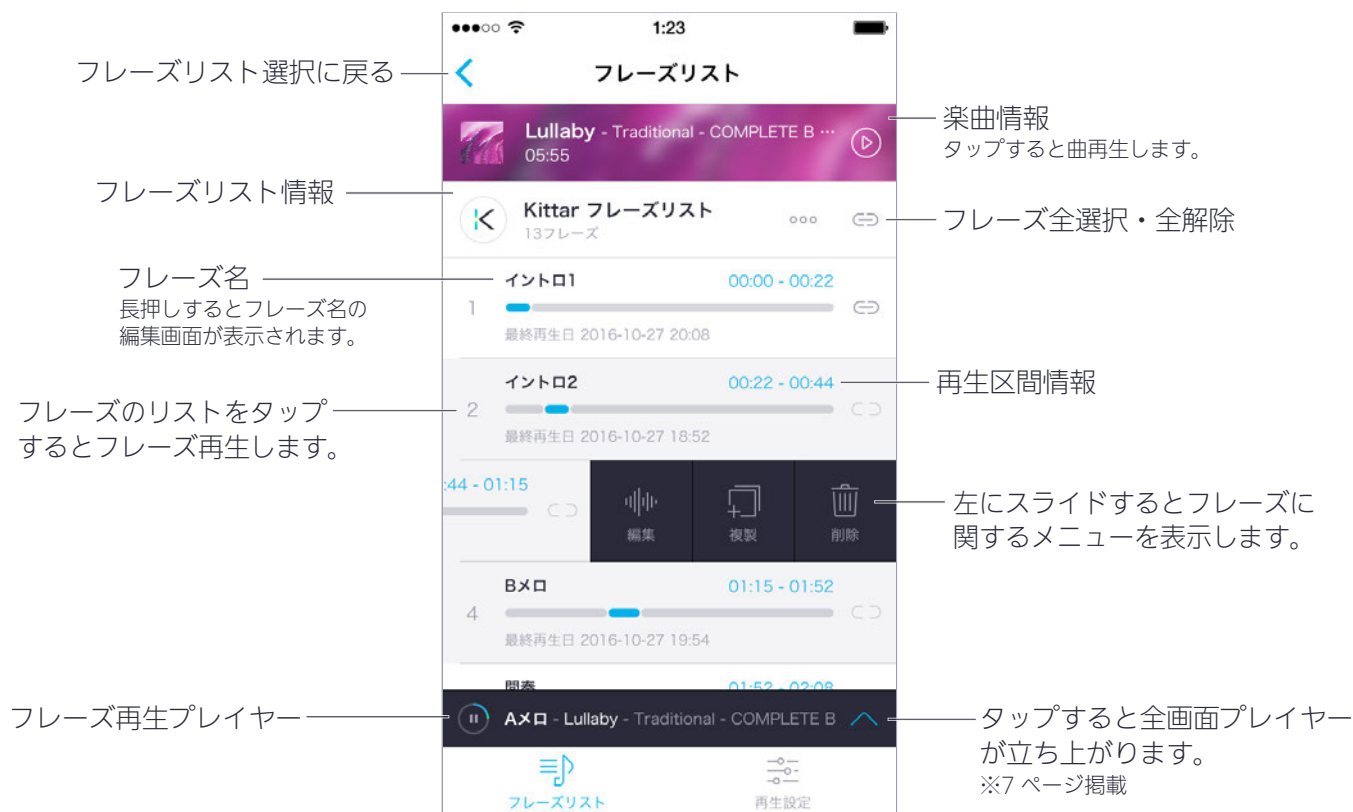 1:23
フレーズリスト選択に戻る
フレーズリスト
Lullaby - Traditional - COMPLETE B ...
05:55
楽曲情報
タップすると曲再生します。
フレーズリスト情報
Kittar フレーズリスト
13フレーズ
フレーズ全選択・全解除
フレーズ名
長押しするとフレーズ名の
編集画面が表示されます。
イントロ1
00:00 - 00:22
1
最終再生日 2016-10-27 20:08
イントロ2
00:22 - 00:44
再生区間情報
2
フレーズのリストをタップ
するとフレーズ再生します。
最終再生日 2016-10-27 18:52
:44 - 01:15
編集
複製
削除
左にスライドするとフレーズに
関するメニューを表示します。
Bメロ
01:15 - 01:52
4
最終再生日 2016-10-27 19:54
間奏
01:52 - 02:08
フレーズ再生プレイヤー
Aメロ - Lullaby - Traditional - COMPLETE B
タップすると全画面プレイヤー
が立ち上がります。
※7 ページ掲載
フレーズリスト
再生設定